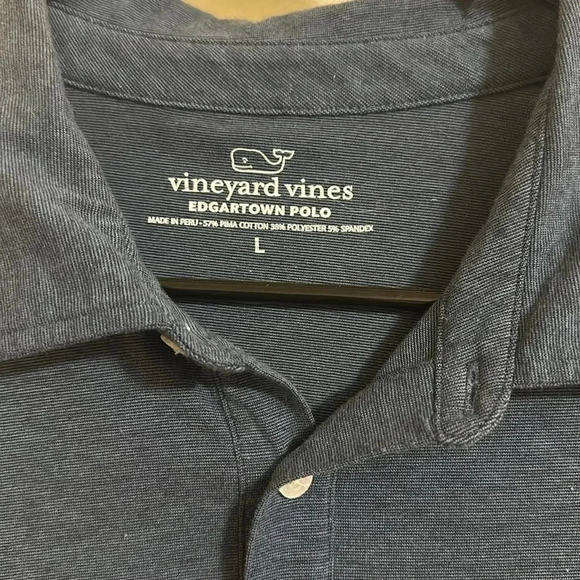 vineyard vines
EDGARTOWN POLO
MADE IN PERU - 57% PIMA COTTON 38% POLYESTER 5% SPANDEX
L